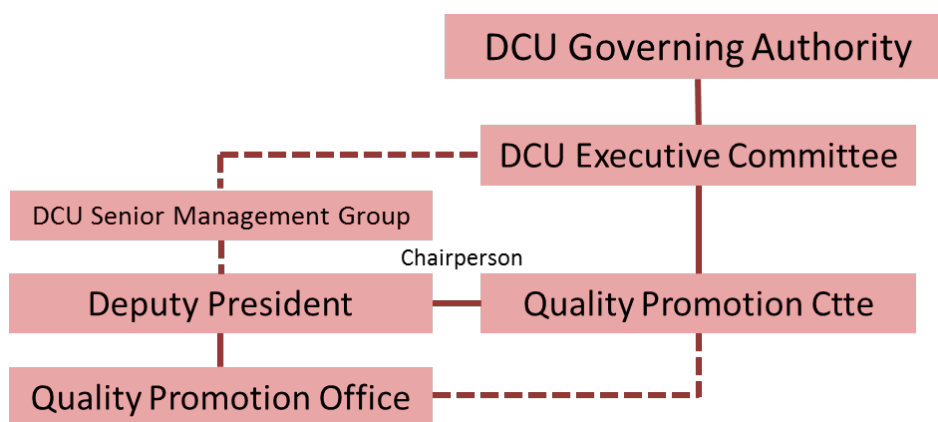 DCU Governing Authority
DCU Executive Committee
DCU Senior Management Group
Chairperson
Deputy President
Quality Promotion Ctte
Quality Promotion Office